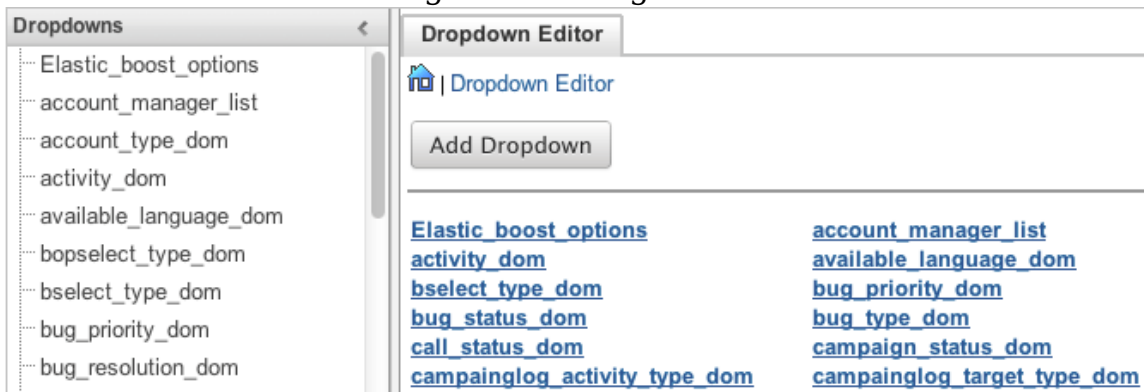 Dropdowns
Elastic_boost_options
account_manager_list
account_type_dom
activity_dom
available_language_dom
bopselect_type_dom
bselect_type_dom
bug_priority_dom
bug_resolution_dom
Dropdown Editor
| Dropdown Editor
Add Dropdown
Elastic_boost_options account_manager_list
activity_dom available_language_dom
bselect_type_dom bug_priority_dom
bug_status_dom bug_type_dom
call_status_dom campaign_status_dom
campainglog_activity_type_dom campainglog_target_type_dom